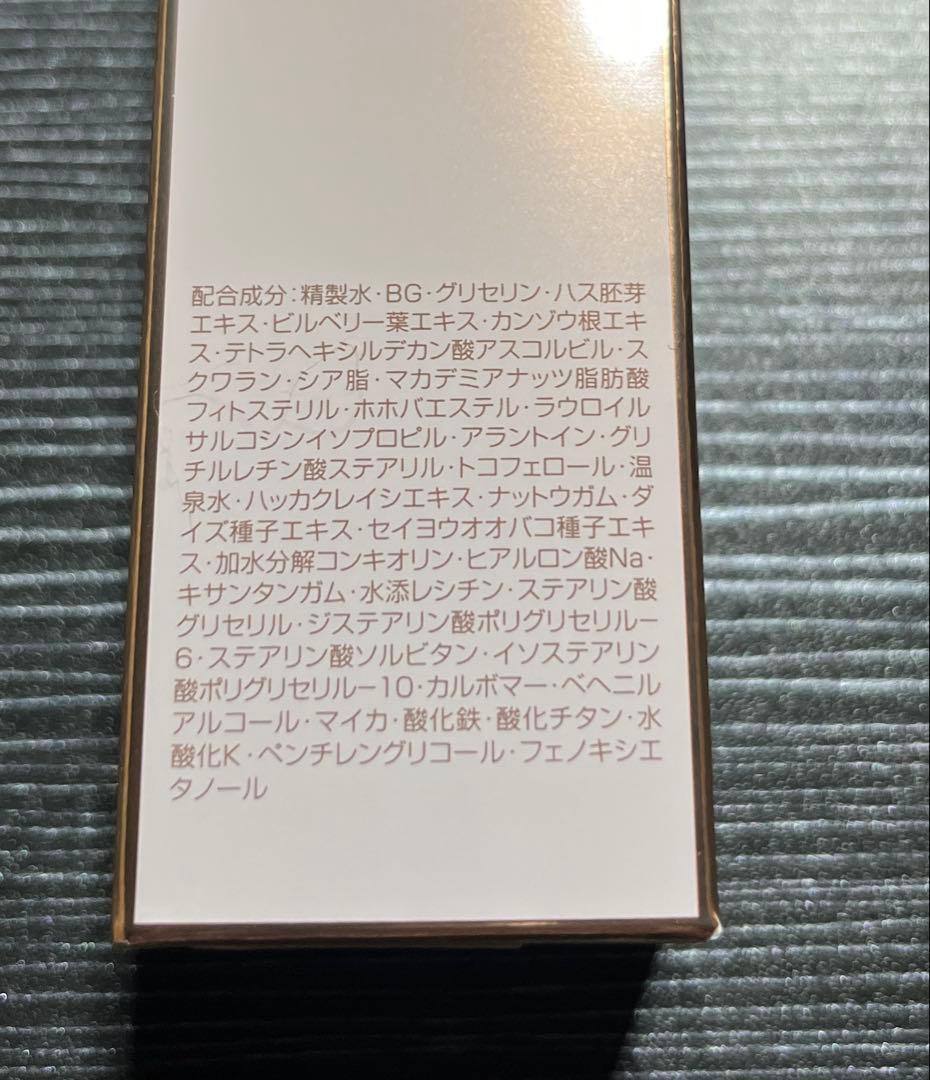 配合成分:精製水・BG・グリセリン・ハス胚芽
エキス・ビルベリー葉エキス・カンゾウ根エキ
ス・テトラヘキシルデカン酸アスコルビル・ス
クワラン・シア脂・マカデミアナッツ脂肪酸
フィトステリル・ホホバエステル・ラウロイル
サルコシンイソプロピル・アラントイン・グリ
チルレチン酸ステアリル・トコフェロール・温
泉水・ハッカクレイシエキス・ナットウガム・ダ
イズ種子エキス・セイヨウオオバコ種子エキ
ス・加水分解コンキオリン・ヒアルロン酸Na・
キサンタンガム・水添レシチン・ステアリン酸
グリセリル・ジステアリン酸ポリグリセリル−
6・ステアリン酸ソルビタン・イソステアリン
酸ポリグリセリル−10・カルボマー・ベヘニル
アルコール・マイカ・酸化鉄・酸化チタン・水
酸化K・ペンチレングリコール・フェノキシエ
タノール